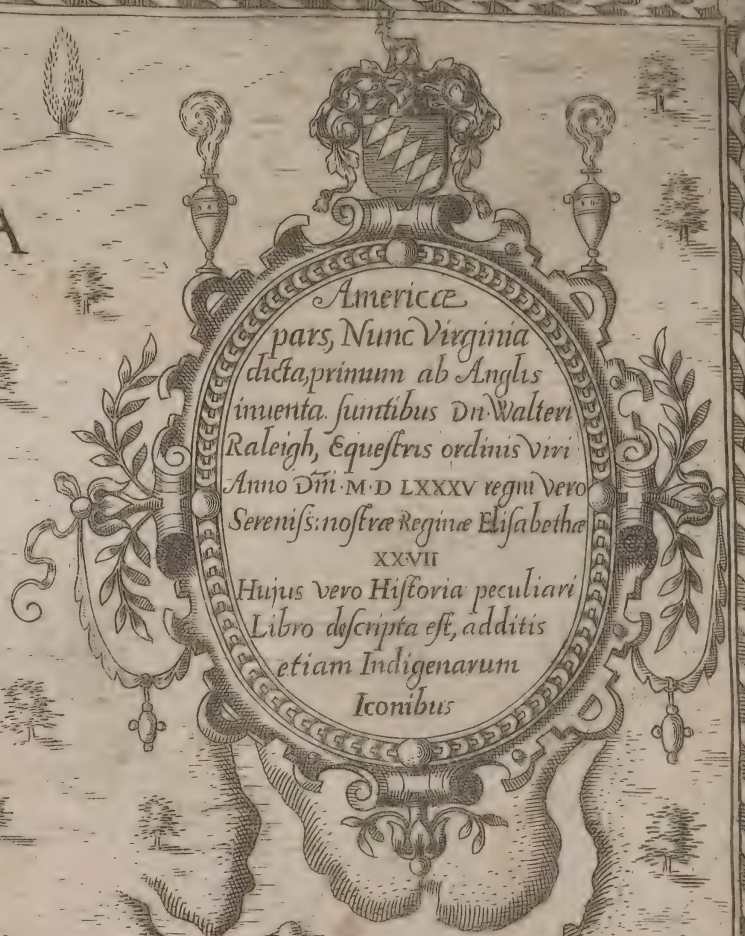 A
Americæ
pars, Nunc Virginia
dicta, primum ab Anglis
inuenta. ſumtibus Dn. Walteri
Raleigh, Equeſtris ordinis Viri
Anno Dñi. M. D LXXXV regni Vero
Sereniſs: noſtræ Reginæ Eliſabethæ
XXVII
Hujus vero Hiſtoria peculiari
Libro deſcripta eſt, additis
etiam Indigenarum
Iconibus